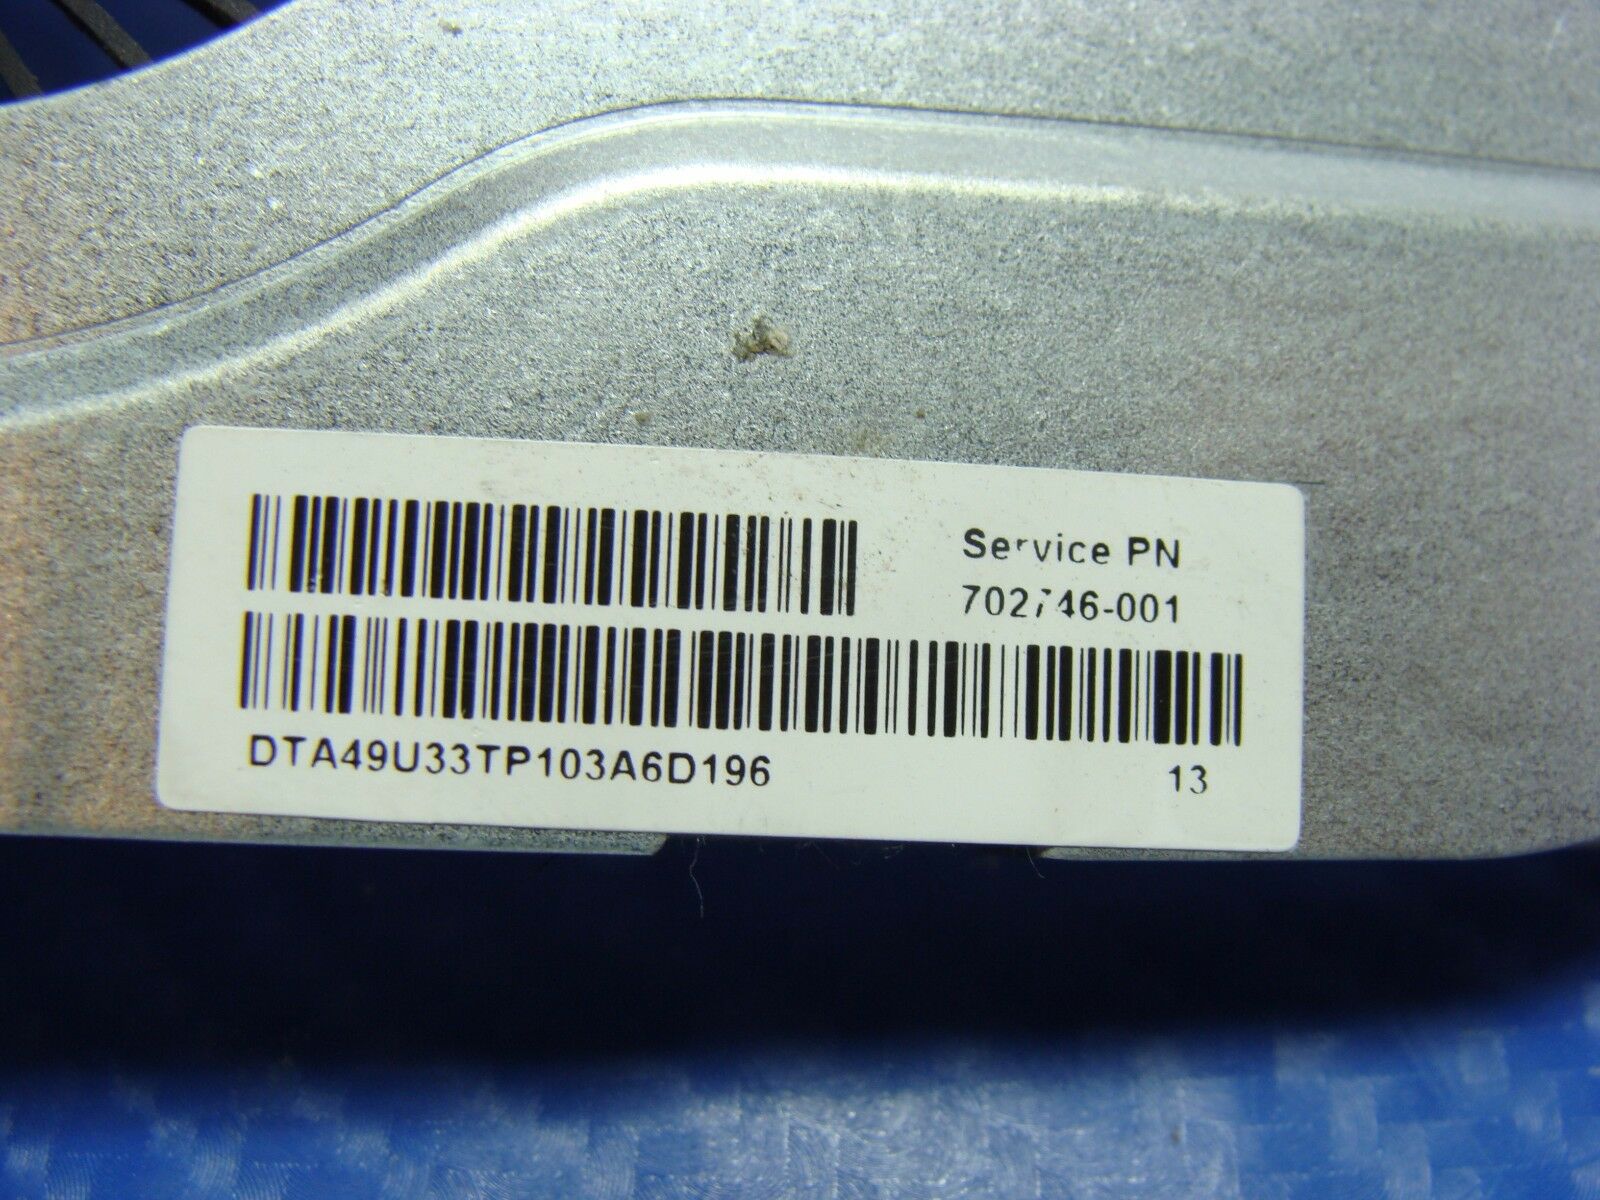 Service PN
702746-001
DTA49U33TP103A6D196
13